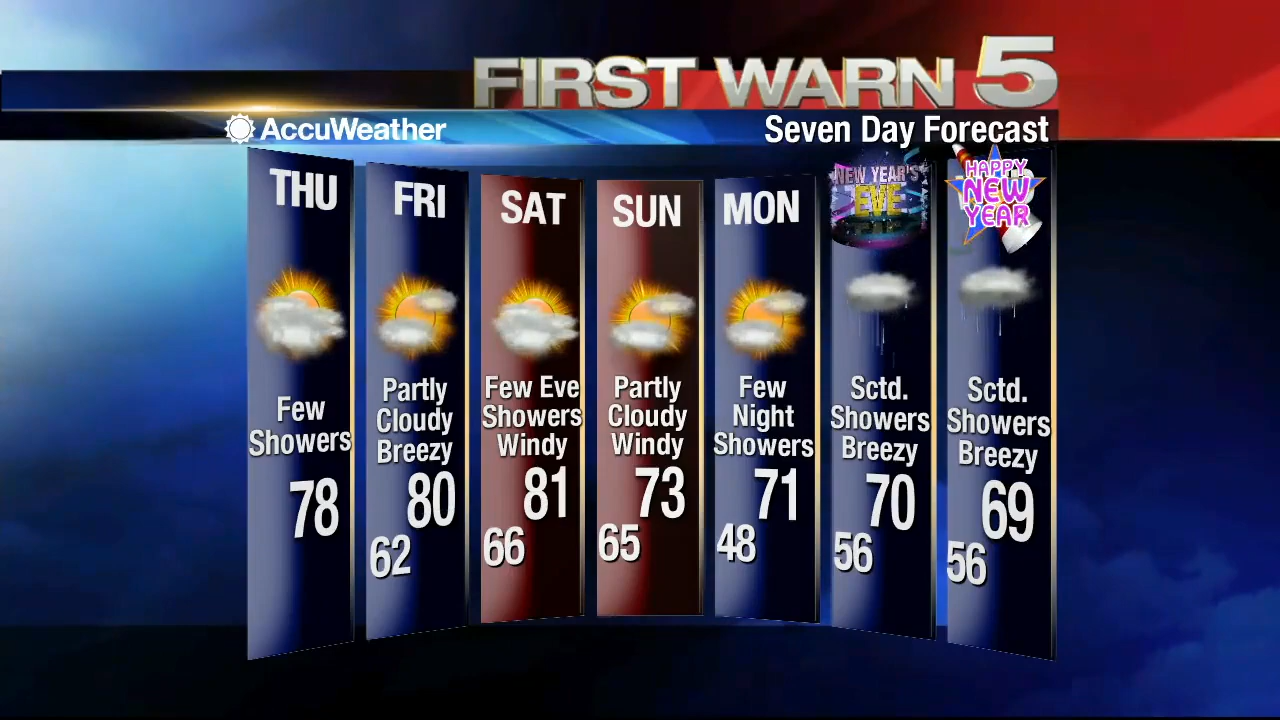 FIRST WARN 5
AccuWeather
Seven Day Forecast
THU
Few
Showers
78
FRI
Partly
Cloudy
Breezy
80
62
SAT
Few Eve
Showers
Windy
81
66
SUN
Partly
Cloudy
Windy
73
65
MON
Few
Night
Showers
71
48
NEW YEAR'S
EVE
Sctd.
Showers
Breezy
70
56
HAPPY
NEW
YEAR
Sctd.
Showers
Breezy
69
56